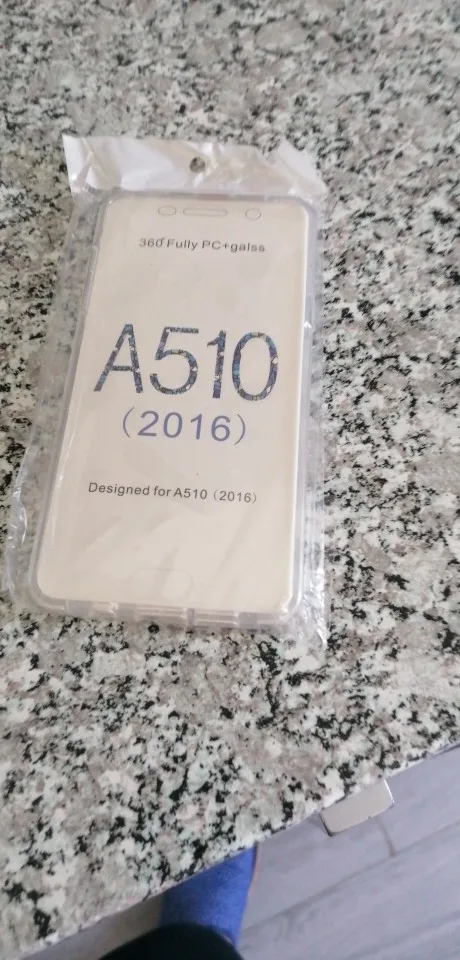 360°Fully PC+galss
A510
（2016）
Designed for A510（2016）